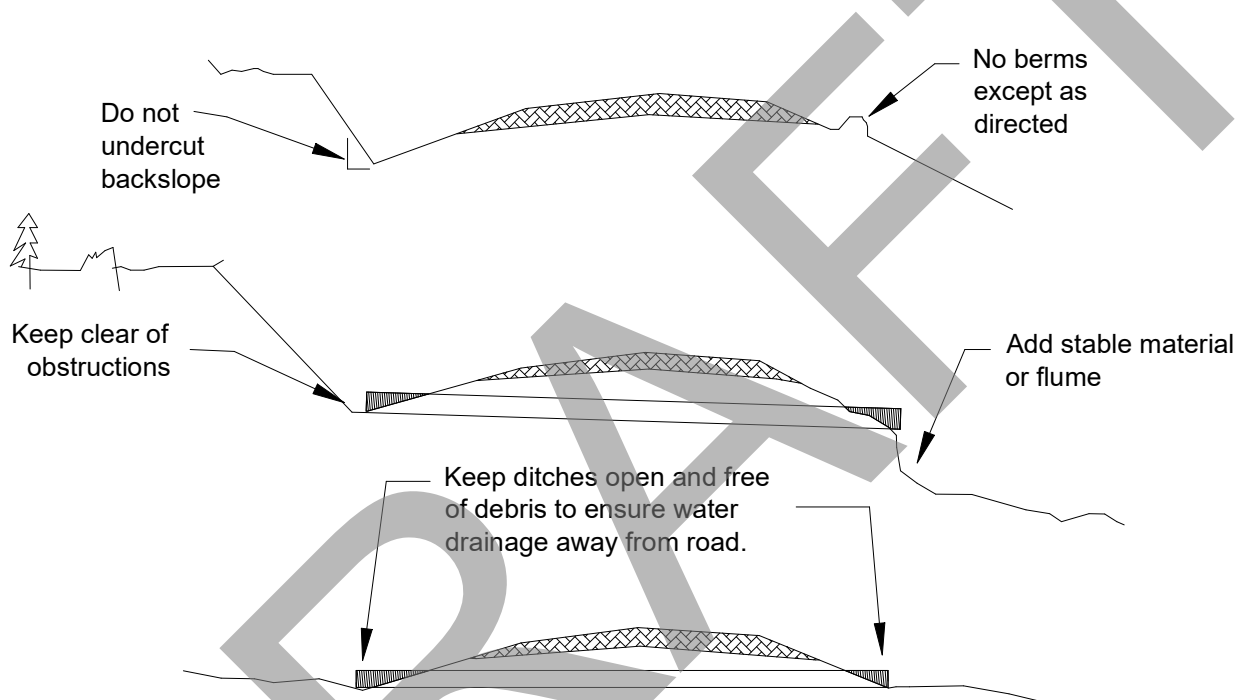 Do not
undercut
backslope
No berms
except as
directed
Keep clear of
obstructions
Add stable material
or flume
Keep ditches open and free
of debris to ensure water
drainage away from road.
DRAFT